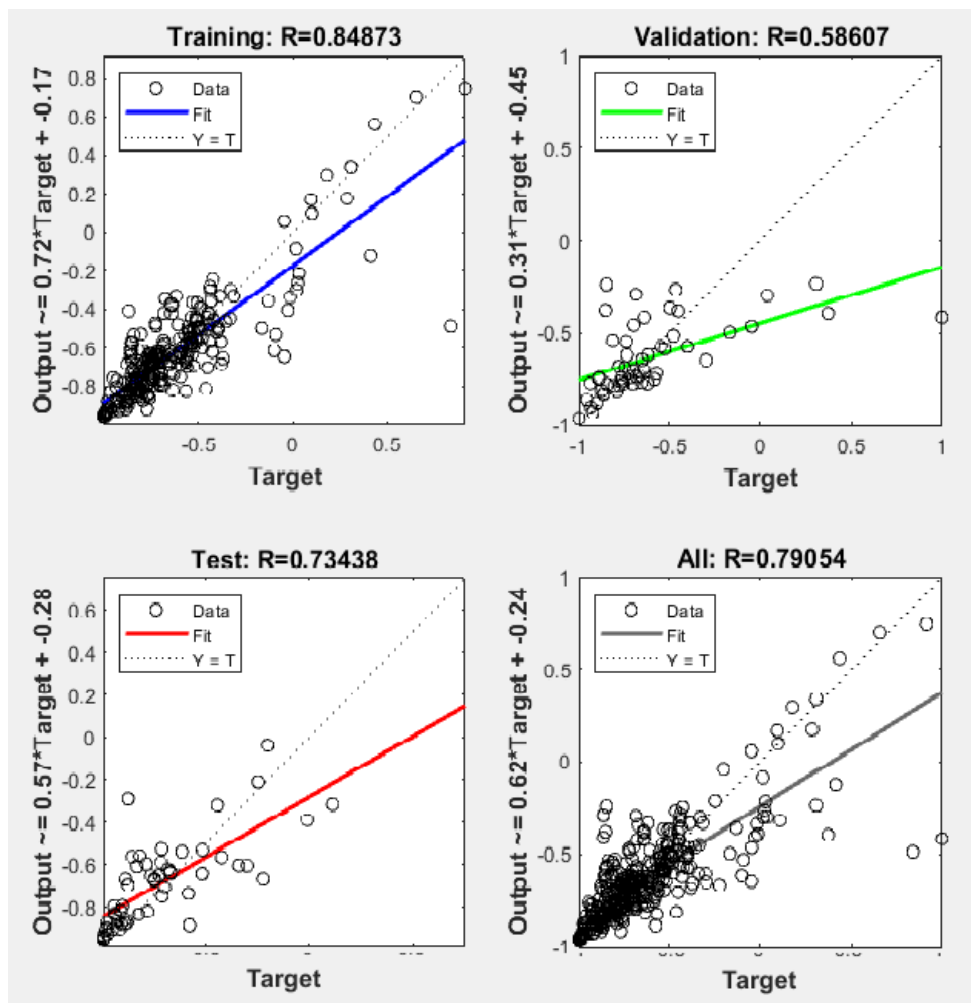 Training: R=0.84873
Output ~= 0.72*Target + -0.17
0.8
0.6
0.4
0.2
0
-0.2
-0.4
-0.6
-0.8
Data
Fit
Y = T
-0.5
0
0.5
Target
Validation: R=0.58607
Output ~= 0.31*Target + -0.45
1
0.5
0
-0.5
-1
Data
Fit
Y = T
-1
-0.5
0
0.5
1
Target
Test: R=0.73438
Output ~= 0.57*Target + -0.28
0.6
0.4
0.2
0
-0.2
-0.4
-0.6
-0.8
Data
Fit
Y = T
Target
All: R=0.79054
Output ~= 0.62*Target + -0.24
1
0.5
0
-0.5
-1
Data
Fit
Y = T
Target